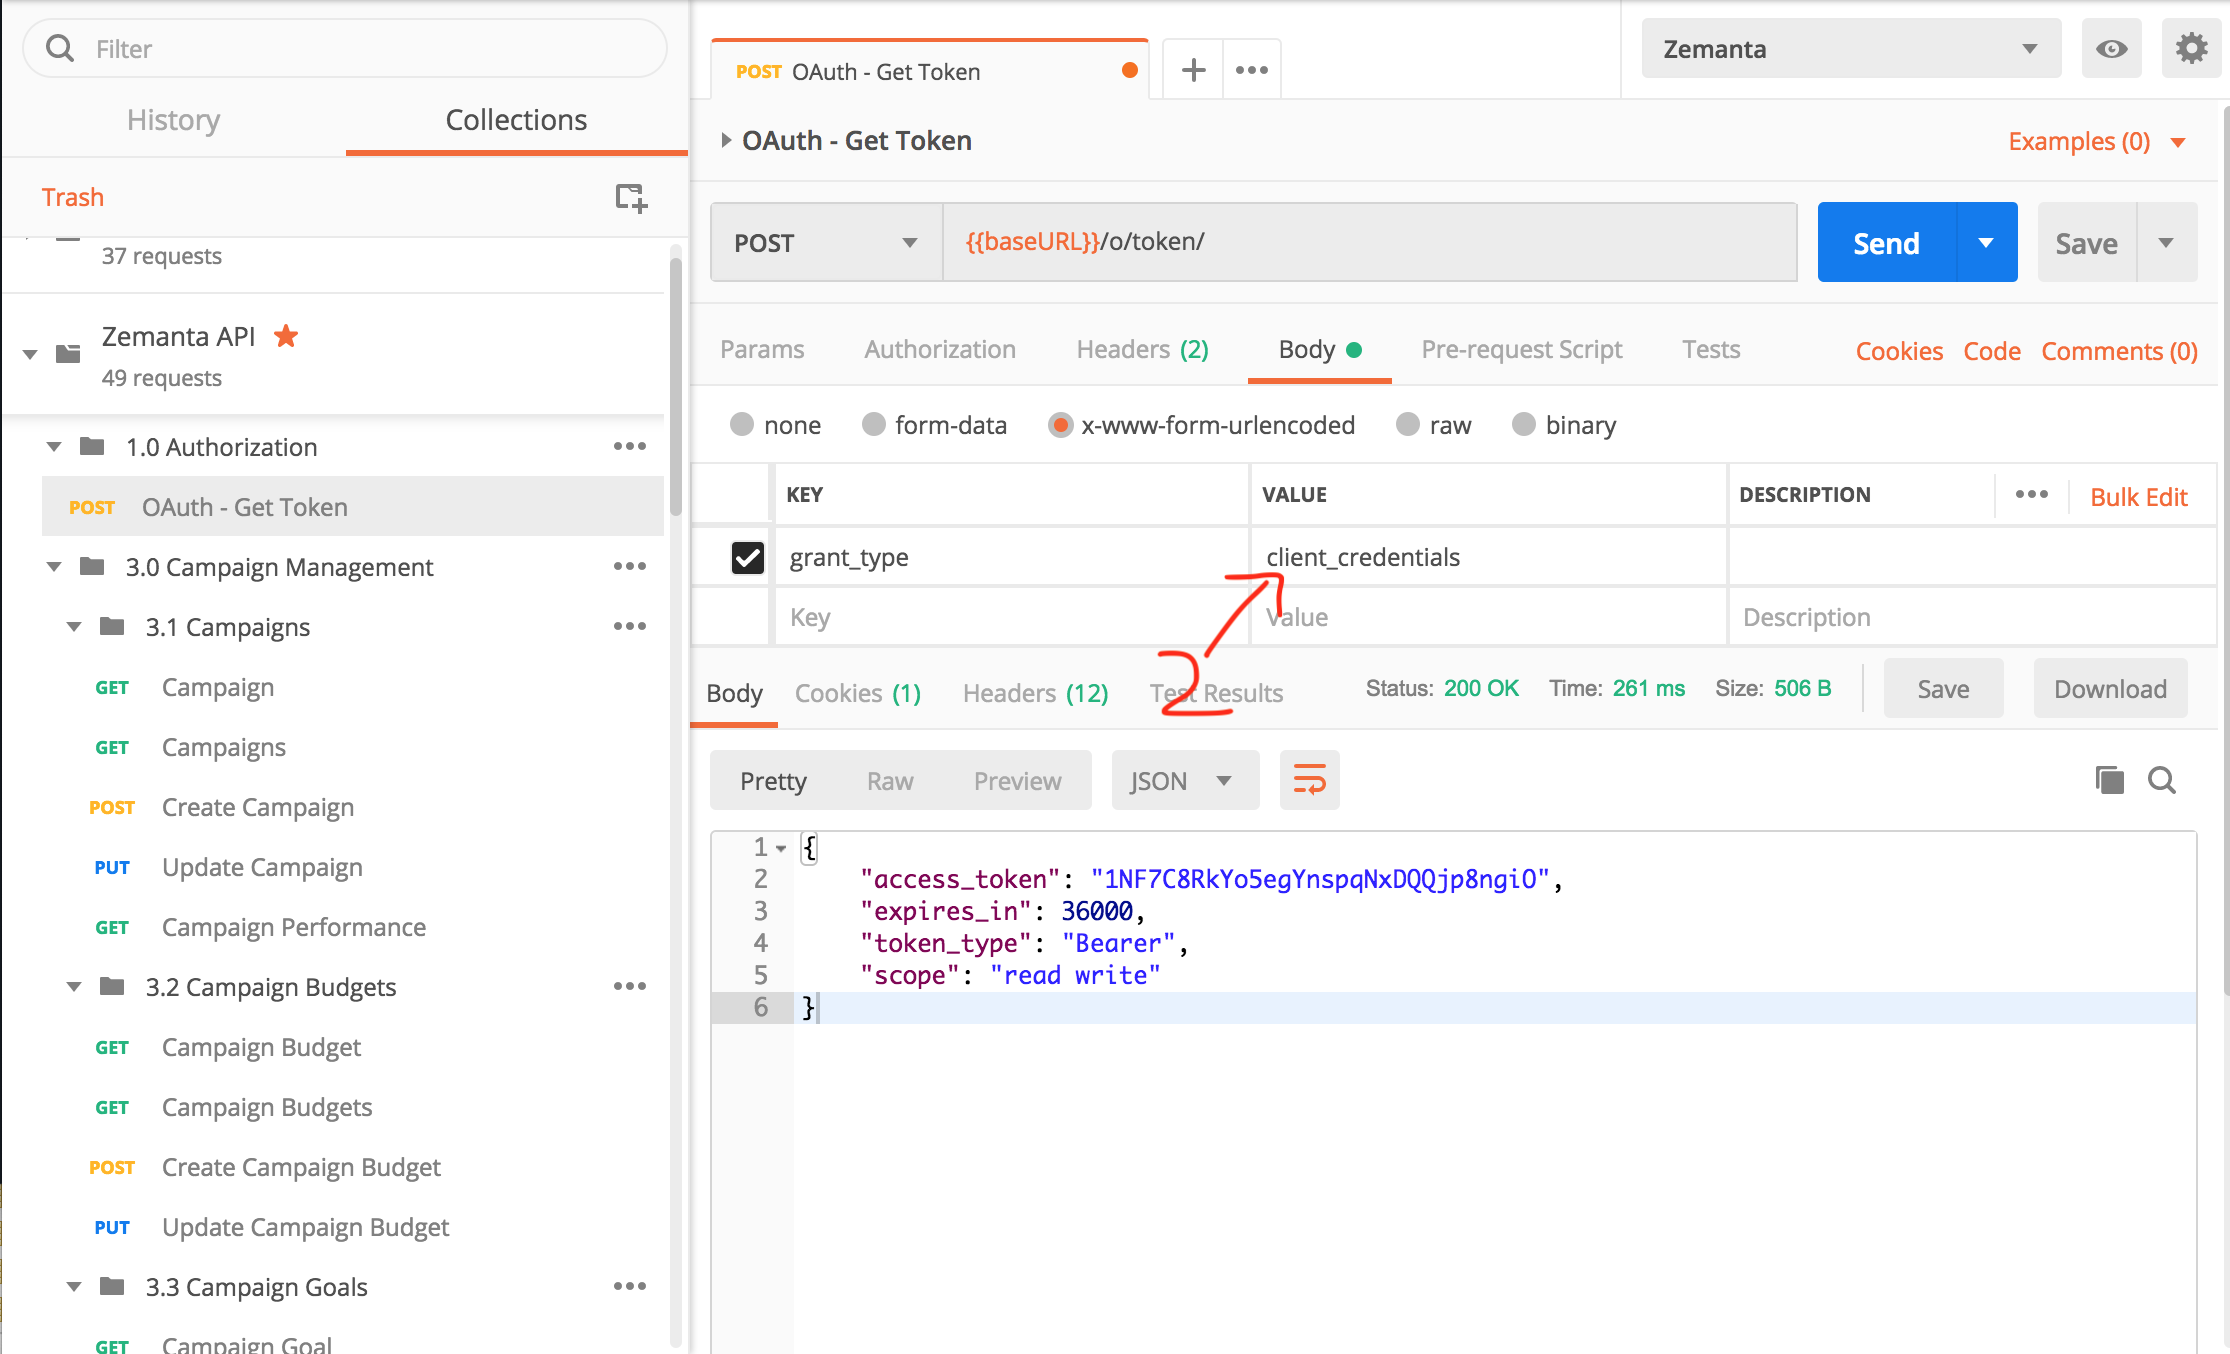 Filter
History Collections
Trash
37 requests
Zemanta API
49 requests
1.0 Authorization
POST OAuth - Get Token
3.0 Campaign Management
3.1 Campaigns
GET Campaign
GET Campaigns
POST Create Campaign
PUT Update Campaign
GET Campaign Performance
3.2 Campaign Budgets
GET Campaign Budget
GET Campaign Budgets
POST Create Campaign Budget
PUT Update Campaign Budget
3.3 Campaign Goals
GET Campaign Goal
POST OAuth - Get Token
Zemanta
OAuth - Get Token Examples (0)
POST {{baseURL}}/o/token/ Send Save
Params Authorization Headers (2) Body Pre-request Script Tests Cookies Code Comments (0)
none form-data x-www-form-urlencoded raw binary
KEY VALUE DESCRIPTION Bulk Edit
grant_type client_credentials
Key Value Description
2
Body Cookies (1) Headers (12) Test Results Status: 200 OK Time: 261 ms Size: 506 B Save Download
Pretty Raw Preview JSON
1 {
2 "access_token": "1NF7C8RkYo5egYnspqNxDQQjp8ngiO",
3 "expires_in": 36000,
4 "token_type": "Bearer",
5 "scope": "read write"
6 }